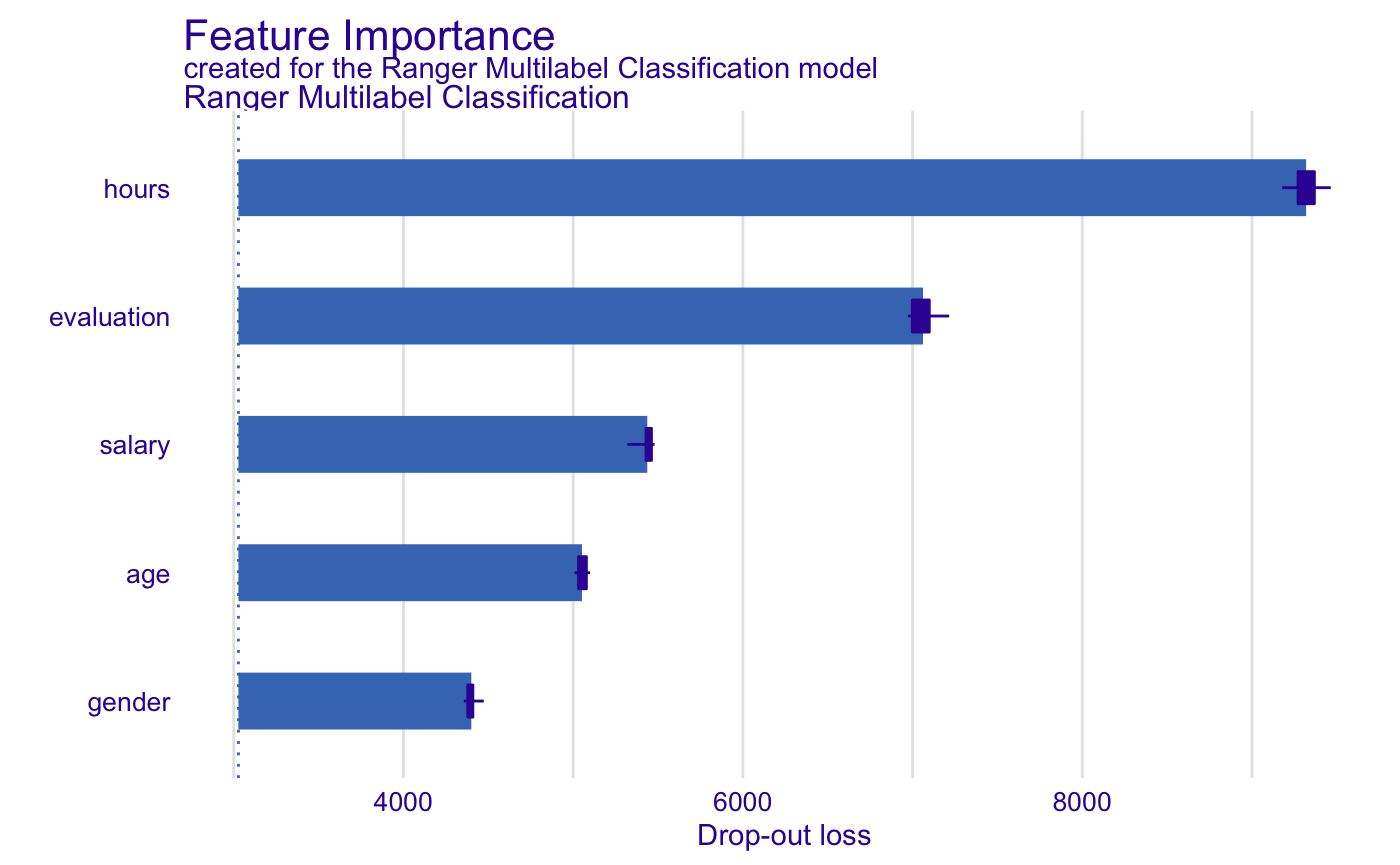 Feature Importance
created for the Ranger Multilabel Classification model
Ranger Multilabel Classification
hours
evaluation
salary
age
gender
4000 6000 8000
Drop-out loss